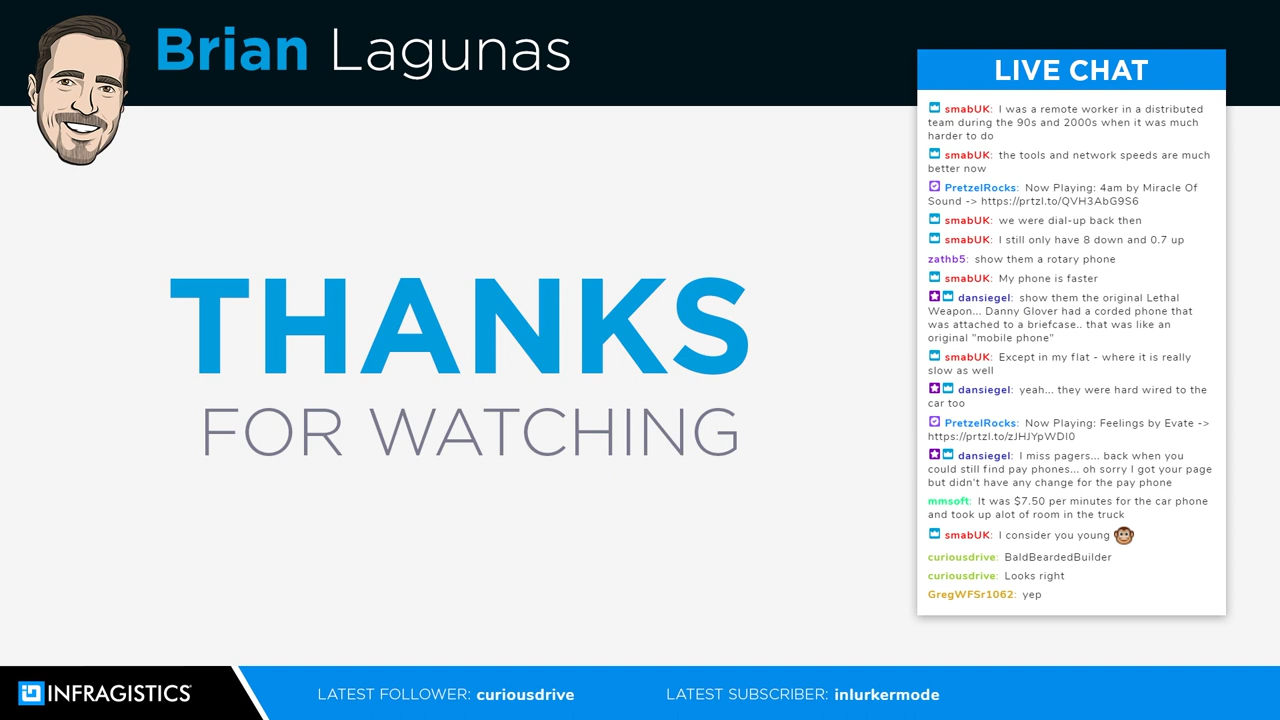 Brian Lagunas
THANKS
FOR WATCHING
LIVE CHAT
smabUK: I was a remote worker in a distributed
team during the 90s and 2000s when it was much
harder to do
smabUK: the tools and network speeds are much
better now
PretzelRocks: Now Playing: 4am by Miracle Of
Sound -> https://prtzl.to/QVH3AbG9S6
smabUK: we were dial-up back then
smabUK: I still only have 8 down and 0.7 up
zathb5: show them a rotary phone
smabUK: My phone is faster
dansiegel: show them the original Lethal
Weapon... Danny Glover had a corded phone that
was attached to a briefcase.. that was like an
original "mobile phone"
smabUK: Except in my flat - where it is really
slow as well
dansiegel: yeah... they were hard wired to the
car too
PretzelRocks: Now Playing: Feelings by Evate ->
https://prtzl.to/zJHJYpWDI0
dansiegel: I miss pagers... back when you
could still find pay phones... oh sorry I got your page
but didn't have any change for the pay phone
mmsoft: It was $7.50 per minutes for the car phone
and took up alot of room in the truck
smabUK: I consider you young
curiousdrive: BaldBeardedBuilder
curiousdrive: Looks right
GregWFSr1062: yep
INFRAGISTICS
LATEST FOLLOWER: curiousdrive
LATEST SUBSCRIBER: inlurkermode